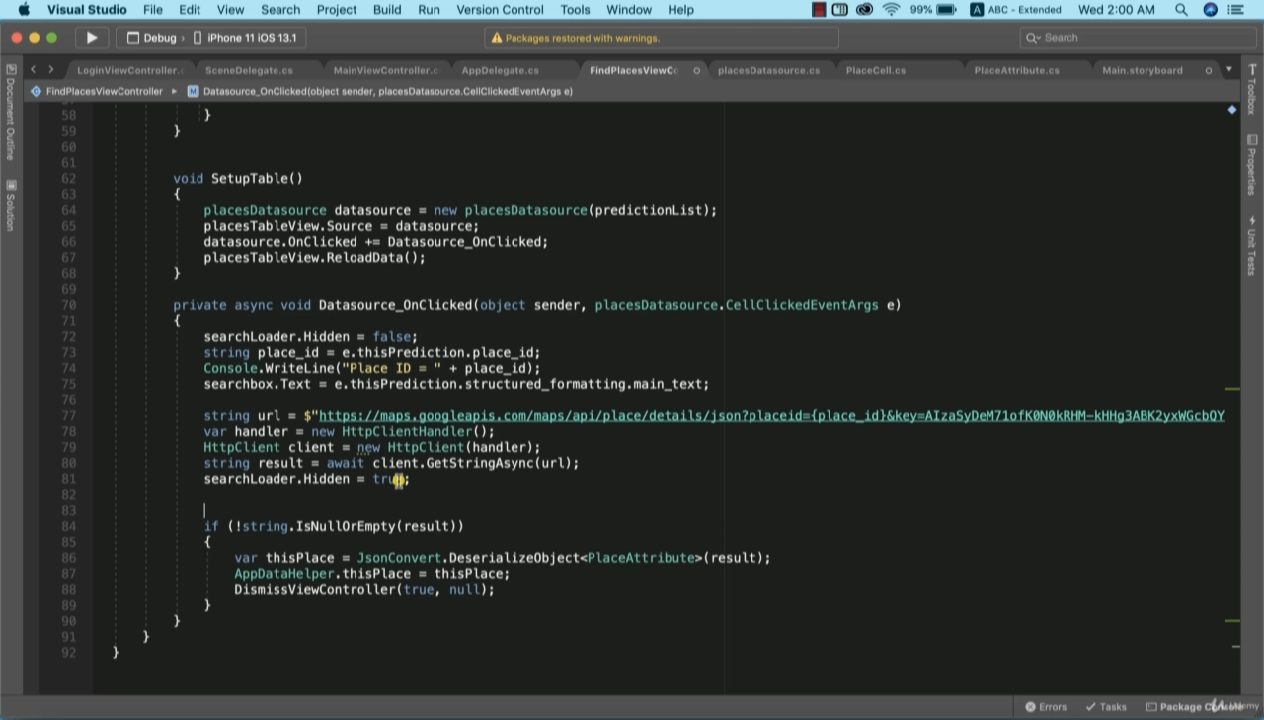 Visual Studio File Edit View Search Project Build Run Version Control Tools Window Help 99% A ABC - Extended Wed 2:00 AM
Debug › iPhone 11 iOS 13.1 Packages restored with warnings. Search
LoginViewController.c SceneDelegate.cs MainViewController.c AppDelegate.cs FindPlacesViewCo placesDatasource.cs PlaceCell.cs PlaceAttribute.cs Main.storyboard
FindPlacesViewController M Datasource_OnClicked(object sender, placesDatasource.CellClickedEventArgs e)
Document Outline
Solution
Toolbox
Properties
Unit Tests
58 }
59 }
60
61
62 void SetupTable()
63 {
64 placesDatasource datasource = new placesDatasource(predictionList);
65 placesTableView.Source = datasource;
66 datasource.OnClicked += Datasource_OnClicked;
67 placesTableView.ReloadData();
68 }
69
70 private async void Datasource_OnClicked(object sender, placesDatasource.CellClickedEventArgs e)
71 {
72 searchLoader.Hidden = false;
73 string place_id = e.thisPrediction.place_id;
74 Console.WriteLine("Place ID = " + place_id);
75 searchbox.Text = e.thisPrediction.structured_formatting.main_text;
76
77 string url = $"https://maps.googleapis.com/maps/api/place/details/json?placeid={place_id}&key=AIzaSyDeM71ofK0N0kRHM-kHHg3ABK2yxWGcbQY
78 var handler = new HttpClientHandler();
79 HttpClient client = new HttpClient(handler);
80 string result = await client.GetStringAsync(url);
81 searchLoader.Hidden = true;
82
83
84 if (!string.IsNullOrEmpty(result))
85 {
86 var thisPlace = JsonConvert.DeserializeObject<PlaceAttribute>(result);
87 AppDataHelper.thisPlace = thisPlace;
88 DismissViewController(true, null);
89 }
90 }
91 }
92 }
Errors Tasks Package